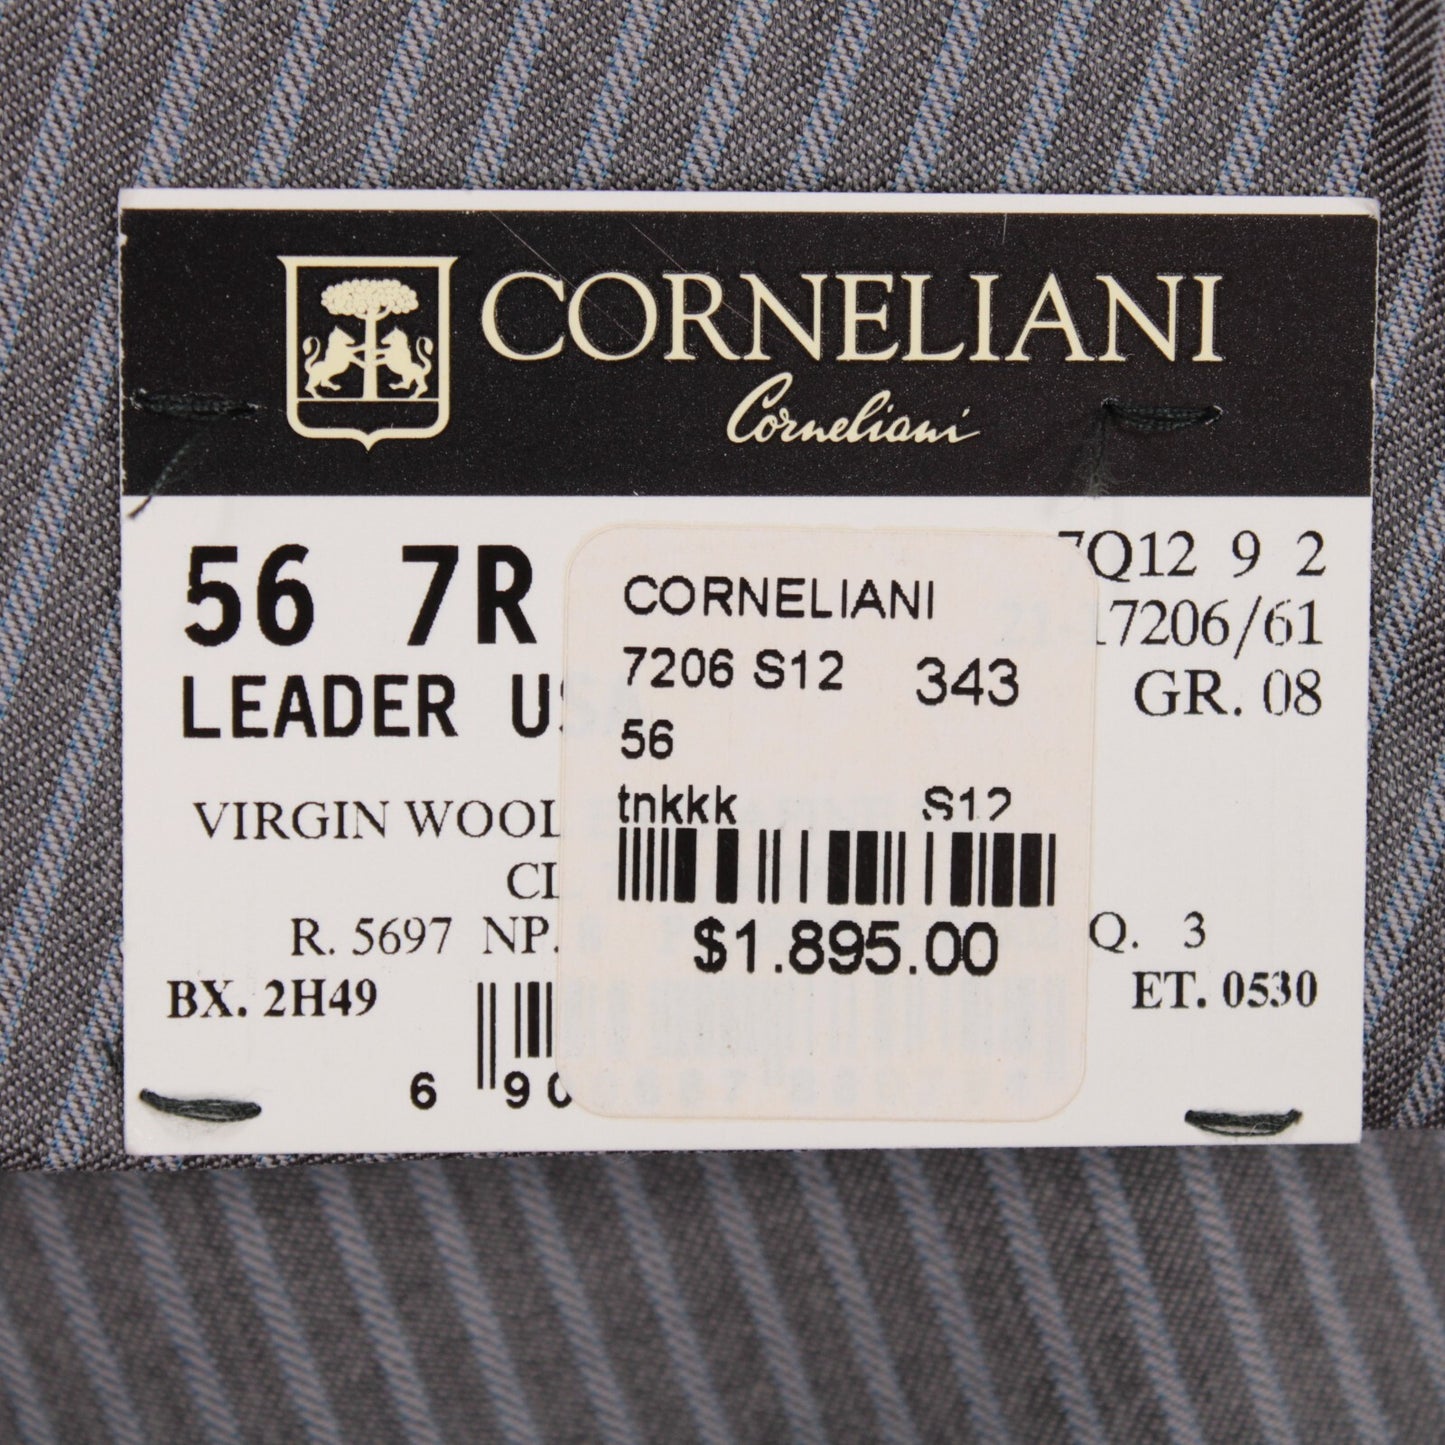 CORNELIANI
Corneliani
56 7R
LEADER USA
VIRGIN WOOL
R. 5697 NP.
BX. 2H49
CORNELIANI
7206 S12 343
56
tnkkk S12
$1.895.00
7Q12 9 2
17206/61
GR. 08
Q. 3
ET. 0530
6 90